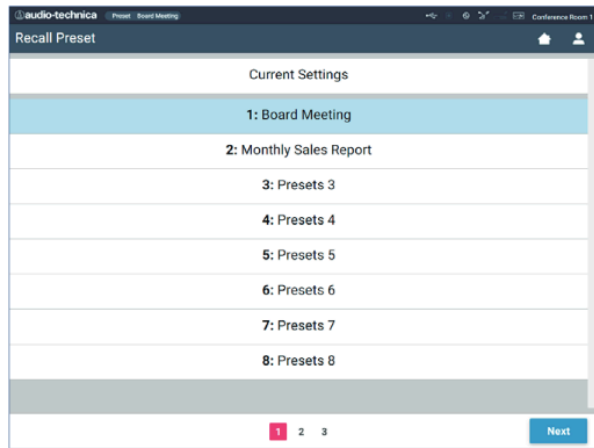 audio-technica Preset Board Meeting Conference Room 1
Recall Preset
Current Settings
1: Board Meeting
2: Monthly Sales Report
3: Presets 3
4: Presets 4
5: Presets 5
6: Presets 6
7: Presets 7
8: Presets 8
1 2 3
Next